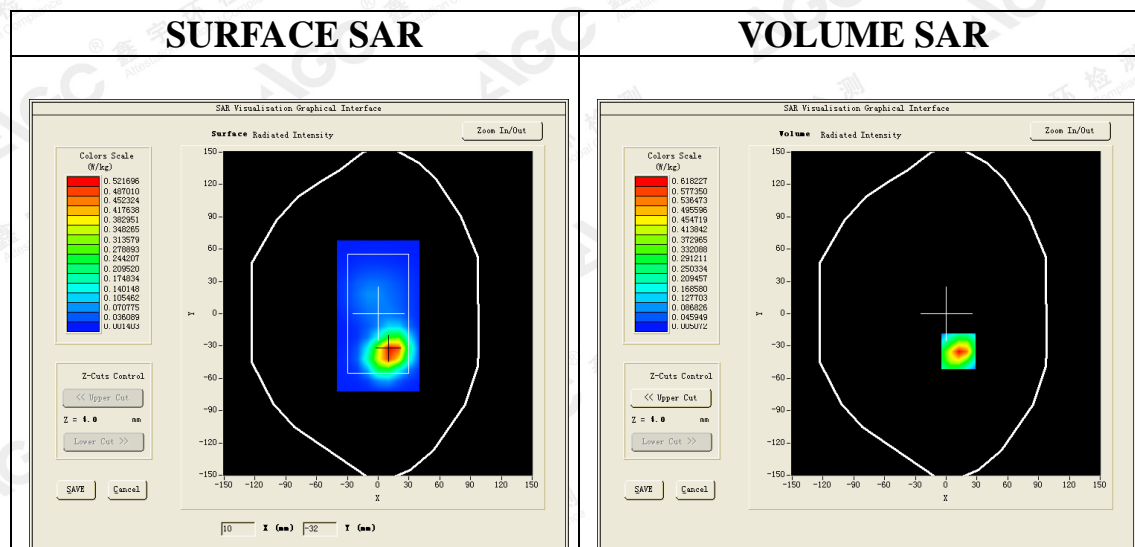 SURFACE SAR
VOLUME SAR
SAR Visualisation Graphical Interface
Surface Radiated Intensity
Zoom In/Out
Colors Scale
(W/kg)
0.521696
0.487010
0.452324
0.417638
0.382951
0.348265
0.313579
0.278893
0.244207
0.209520
0.174834
0.140148
0.105462
0.070775
0.036089
0.001403
150
120
90
60
30
0
-30
-60
-90
-120
-150
Y
-150 -120 -90 -60 -30 0 30 60 90 120 150
X
Z-Cuts Control
<< Upper Cut
Z = 4.0 mm
Lower Cut >>
SAVE Cancel
10 X (mm) -32 Y (mm)
SAR Visualisation Graphical Interface
Volume Radiated Intensity
Zoom In/Out
Colors Scale
(W/kg)
0.618227
0.577350
0.536473
0.495596
0.454719
0.413842
0.372965
0.332088
0.291211
0.250334
0.209457
0.168580
0.127703
0.086826
0.045949
0.005072
150
120
90
60
30
0
-30
-60
-90
-120
-150
Y
-150 -120 -90 -60 -30 0 30 60 90 120 150
X
Z-Cuts Control
<< Upper Cut
Z = 4.0 mm
Lower Cut >>
SAVE Cancel